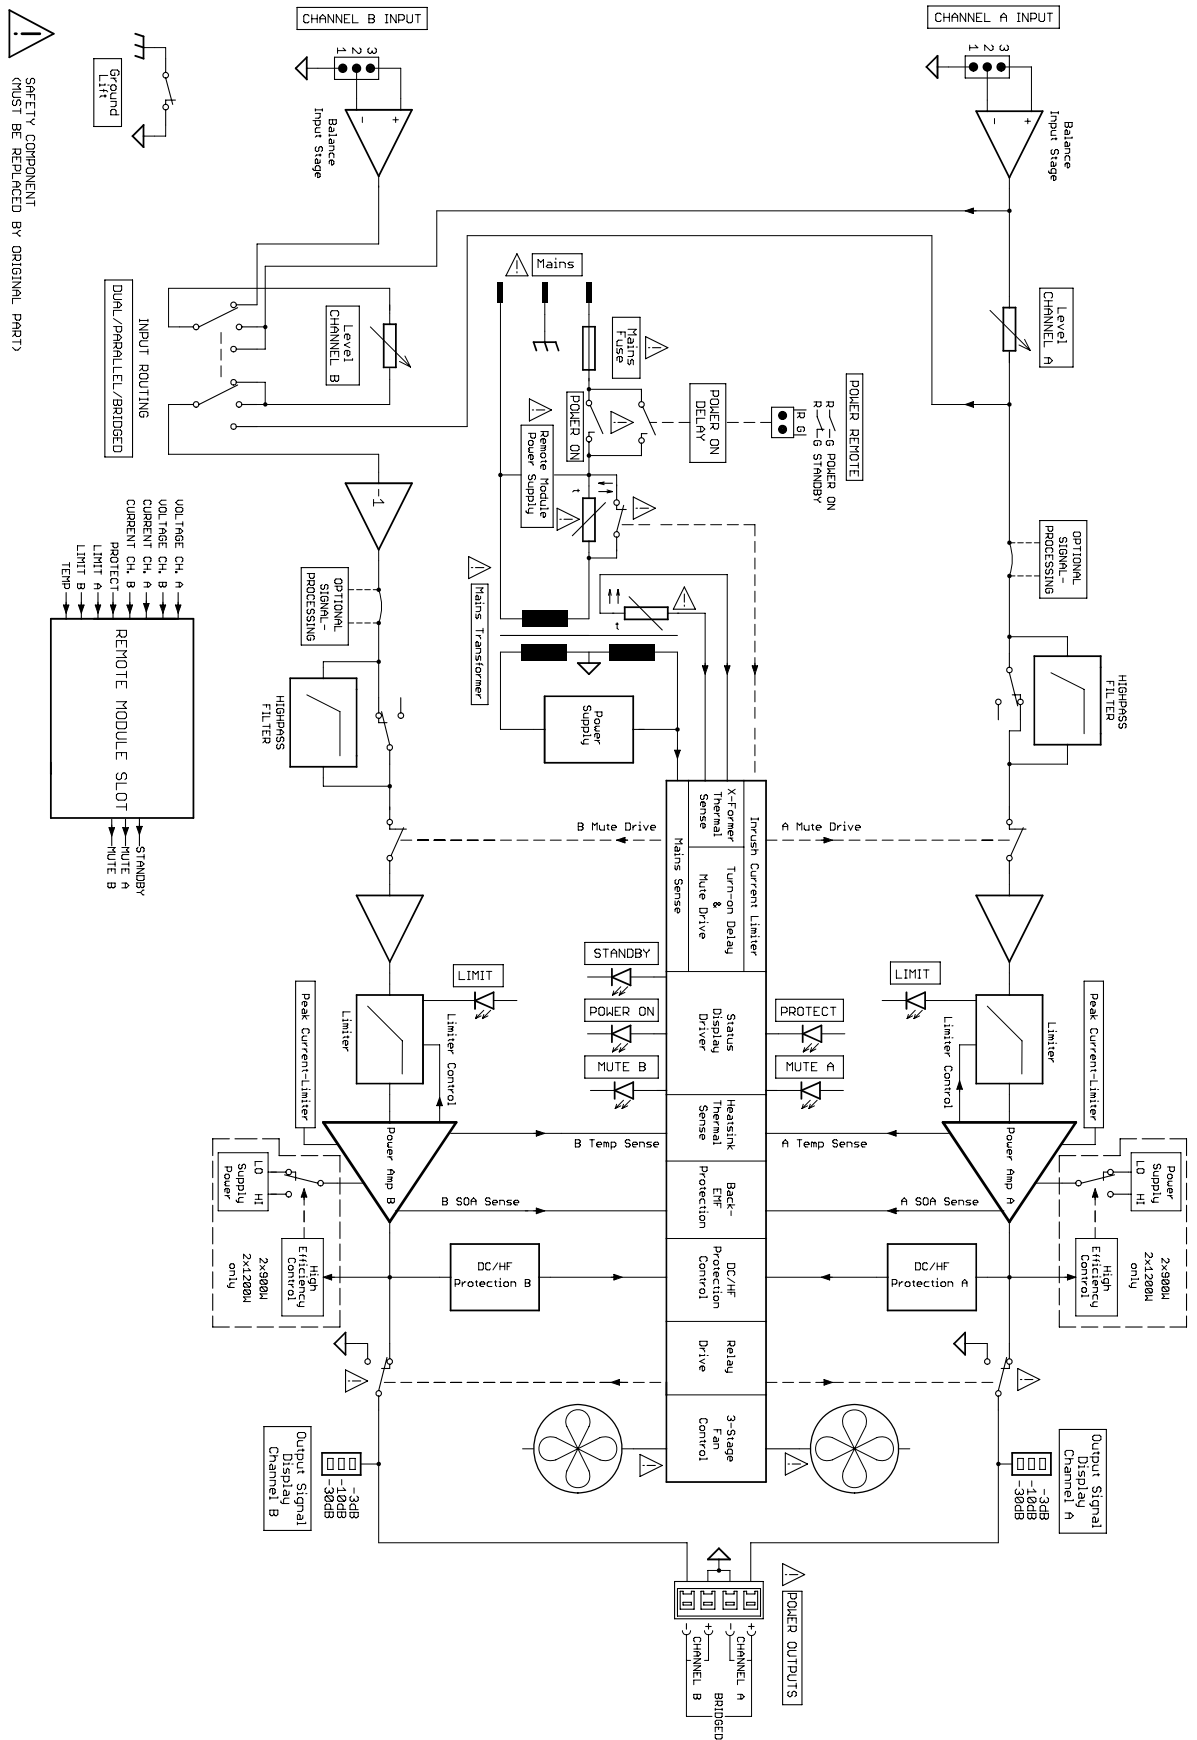 CHANNEL B INPUT
CHANNEL A INPUT
1 2 3
1 2 3
Ground
Lift
SAFETY COMPONENT
(MUST BE REPLACED BY ORIGINAL PART)
- +
Balance
Input Stage
- +
Balance
Input Stage
Mains
Mains
Fuse
Level
CHANNEL B
Level
CHANNEL A
INPUT ROUTING
DUAL/PARALLEL/BRIDGED
POWER ON
POWER ON
DELAY
POWER REMOTE
R G
R G POWER ON
R G STANDBY
Remote Module
Power Supply
t
-1
OPTIONAL
SIGNAL-
PROCESSING
OPTIONAL
SIGNAL-
PROCESSING
Mains Transformer
t
VOLTAGE CH. A
VOLTAGE CH. B
CURRENT CH. A
CURRENT CH. B
PROTECT
LIMIT A
LIMIT B
TEMP
REMOTE MODULE SLOT
STANDBY
MUTE A
MUTE B
HIGHPASS
FILTER
HIGHPASS
FILTER
Power
Supply
B Mute Drive
A Mute Drive
Mains Sense
X-Former
Thermal
Sense
Turn-on Delay
&
Mute Drive
Inrush Current Limiter
STANDBY
POWER ON
MUTE B
PROTECT
MUTE A
Status
Display
Driver
LIMIT
LIMIT
Limiter
Limiter Control
Limiter
Limiter Control
Peak Current-Limiter
Peak Current-Limiter
Power Amp B
Power Amp A
B Temp Sense
A Temp Sense
Heatsink
Thermal
Sense
B SOA Sense
A SOA Sense
Back-
EMF
Protection
LO HI
Power
Supply
LO HI
Power
Supply
High
Efficiency
Control
2x900W
2x1200W
only
High
Efficiency
Control
2x900W
2x1200W
only
DC/HF
Protection B
DC/HF
Protection A
DC/HF
Protection
Control
Relay
Drive
3-Stage
Fan
Control
Output Signal
Display
Channel B
-3dB
-10dB
-30dB
Output Signal
Display
Channel A
-3dB
-10dB
-30dB
POWER OUTPUTS
- + - +
CHANNEL B
CHANNEL A
BRIDGED